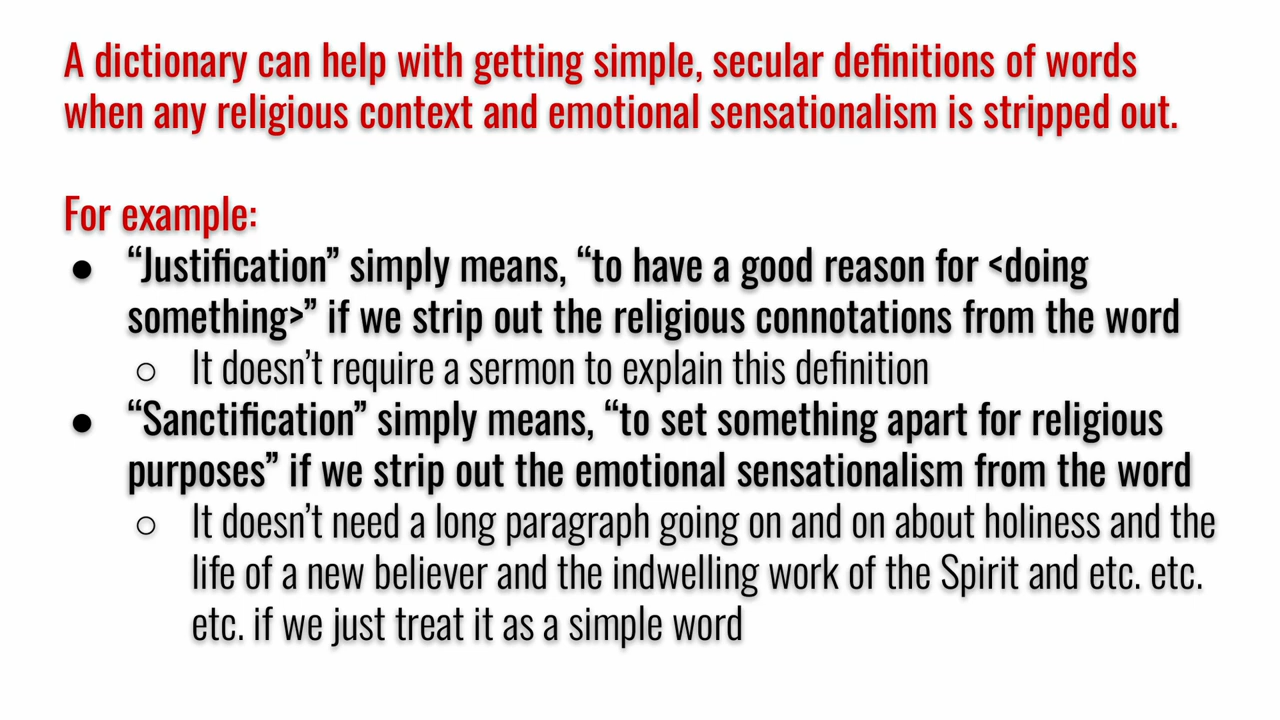 A dictionary can help with getting simple, secular definitions of words
when any religious context and emotional sensationalism is stripped out.
For example:
● “Justification” simply means, “to have a good reason for <doing
something>” if we strip out the religious connotations from the word
○ It doesn’t require a sermon to explain this definition
● “Sanctification” simply means, “to set something apart for religious
purposes” if we strip out the emotional sensationalism from the word
○ It doesn’t need a long paragraph going on and on about holiness and the
life of a new believer and the indwelling work of the Spirit and etc. etc.
etc. if we just treat it as a simple word